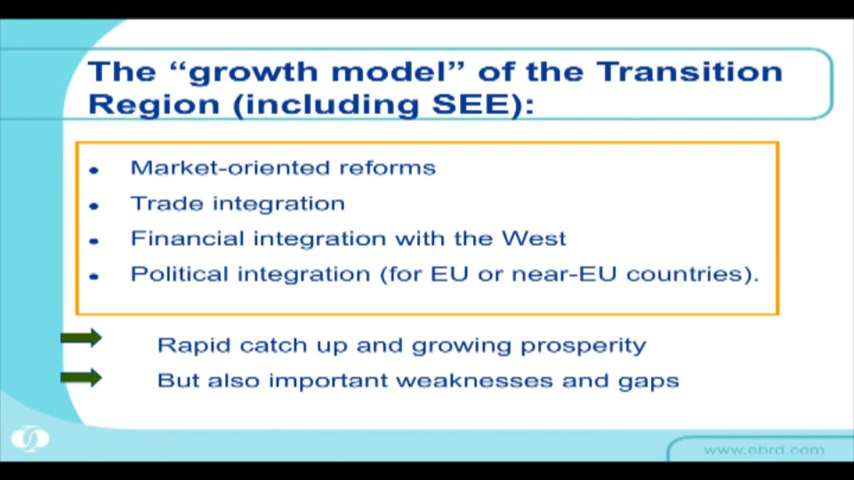 The “growth model” of the Transition
Region (including SEE):
• Market-oriented reforms
• Trade integration
• Financial integration with the West
• Political integration (for EU or near-EU countries).
Rapid catch up and growing prosperity
But also important weaknesses and gaps
www.ebrd.com